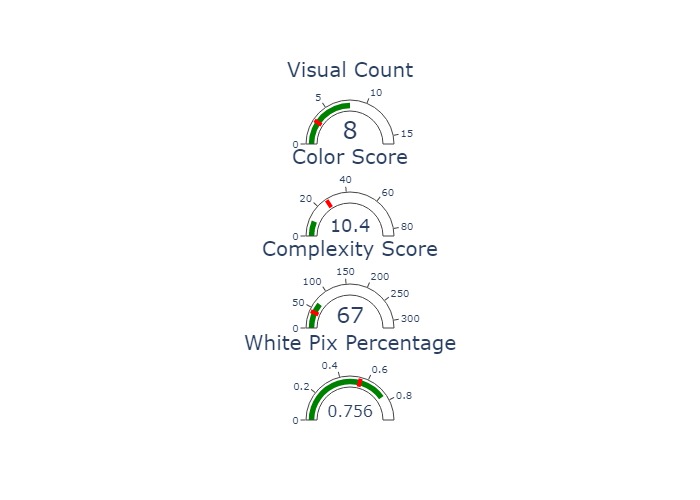 Visual Count
0 5 10 15
8
Color Score
0 20 40 60 80
10.4
Complexity Score
0 50 100 150 200 250 300
67
White Pix Percentage
0 0.2 0.4 0.6 0.8
0.756